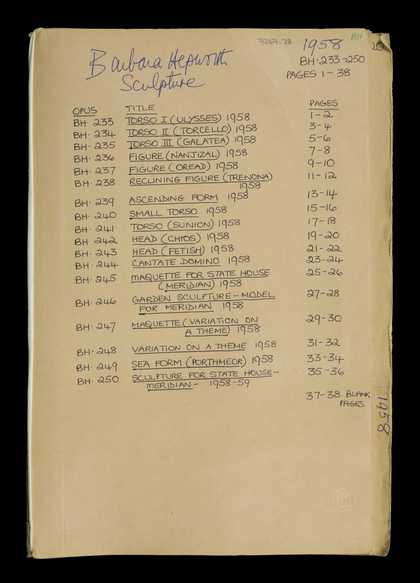 Barbara Hepworth
Sculpture
1958
BH·233-250
PAGES 1-38
OPUS TITLE PAGES
BH·233 TORSO I (ULYSSES) 1958 1-2
BH·234 TORSO II (TORCELLO) 1958 3-4
BH·235 TORSO III (GALATEA) 1958 5-6
BH·236 FIGURE (NANJIZAL) 1958 7-8
BH·237 FIGURE (OREAD) 1958 9-10
BH·238 RECLINING FIGURE (TREWONA) 11-12
1958
BH·239 ASCENDING FORM 1958 13-14
BH·240 SMALL TORSO 1958 15-16
BH·241 TORSO (SUNION) 1958 17-18
BH·242 HEAD (CHIOS) 1958 19-20
BH·243 HEAD (FETISH) 1958 21-22
BH·244 CANTATE DOMINO 1958 23-24
BH·245 MAQUETTE FOR STATE HOUSE 25-26
(MERIDIAN) 1958
BH·246 GARDEN SCULPTURE - MODEL 27-28
FOR MERIDIAN 1958
BH·247 MAQUETTE (VARIATION ON 29-30
A THEME) 1958
BH·248 VARIATION ON A THEME 1958 31-32
BH·249 SEA FORM (PORTHMEOR) 1958 33-34
BH·250 SCULPTURE FOR STATE HOUSE - 35-36
MERIDIAN - 1958-59
37-38 BLANK
PAGES.
1958